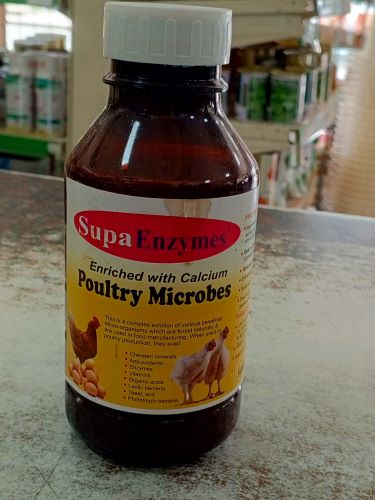 SupaEnzymes
Enriched with Calcium
Poultry Microbes
This is a complex solution of various beneficial
Micro-organisms which are found naturally &
are used in food manufacturing. When used in
poultry production, they avail:
• Chelated minerals
• Anti-oxidants
• Enzymes
• Vitamins
• Organic acids
• Lactic bacteria
• Yeast, and
• Phototropic bacteria.